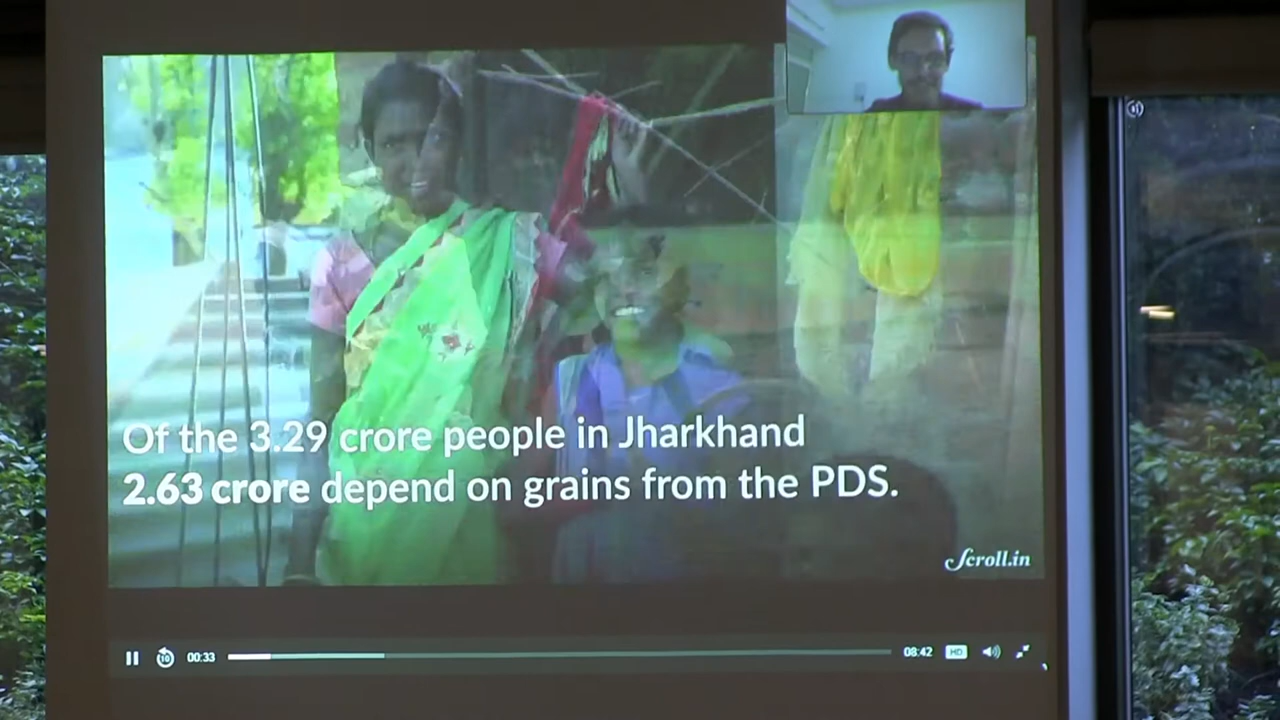 Of the 3.29 crore people in Jharkhand
2.63 crore depend on grains from the PDS.
Scroll.in
10
00:33
08:42
HD